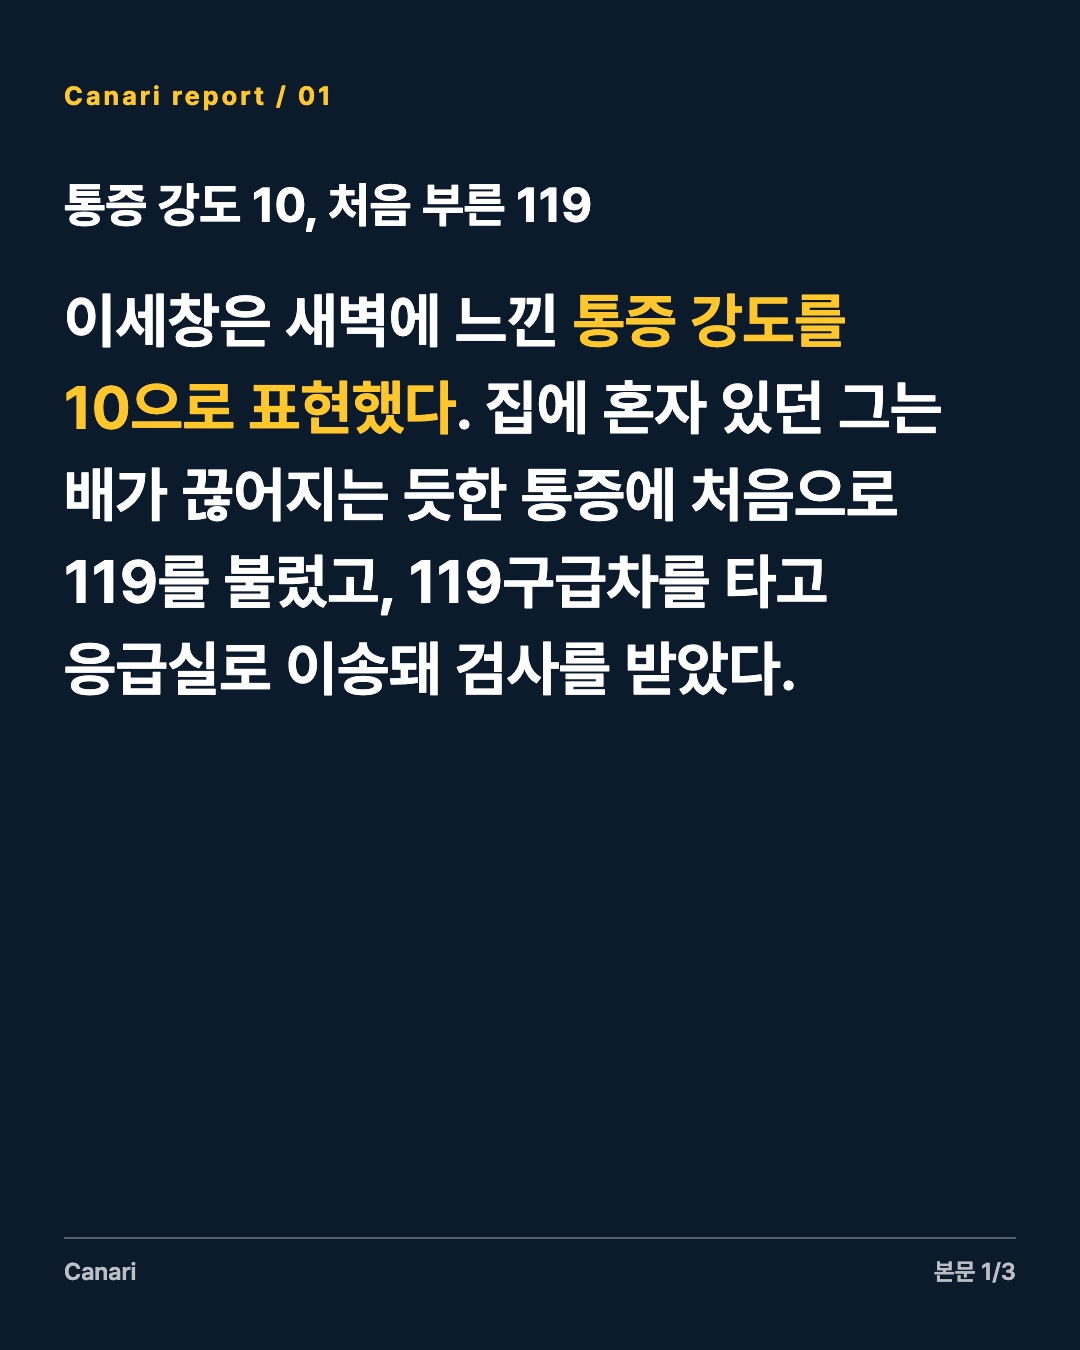 Canari report / 01
통증 강도 10, 처음 부른 119
이세창은 새벽에 느낀 통증 강도를
10으로 표현했다. 집에 혼자 있던 그는
배가 끊어지는 듯한 통증에 처음으로
119를 불렀고, 119구급차를 타고
응급실로 이송돼 검사를 받았다.
Canari
본문 1/3